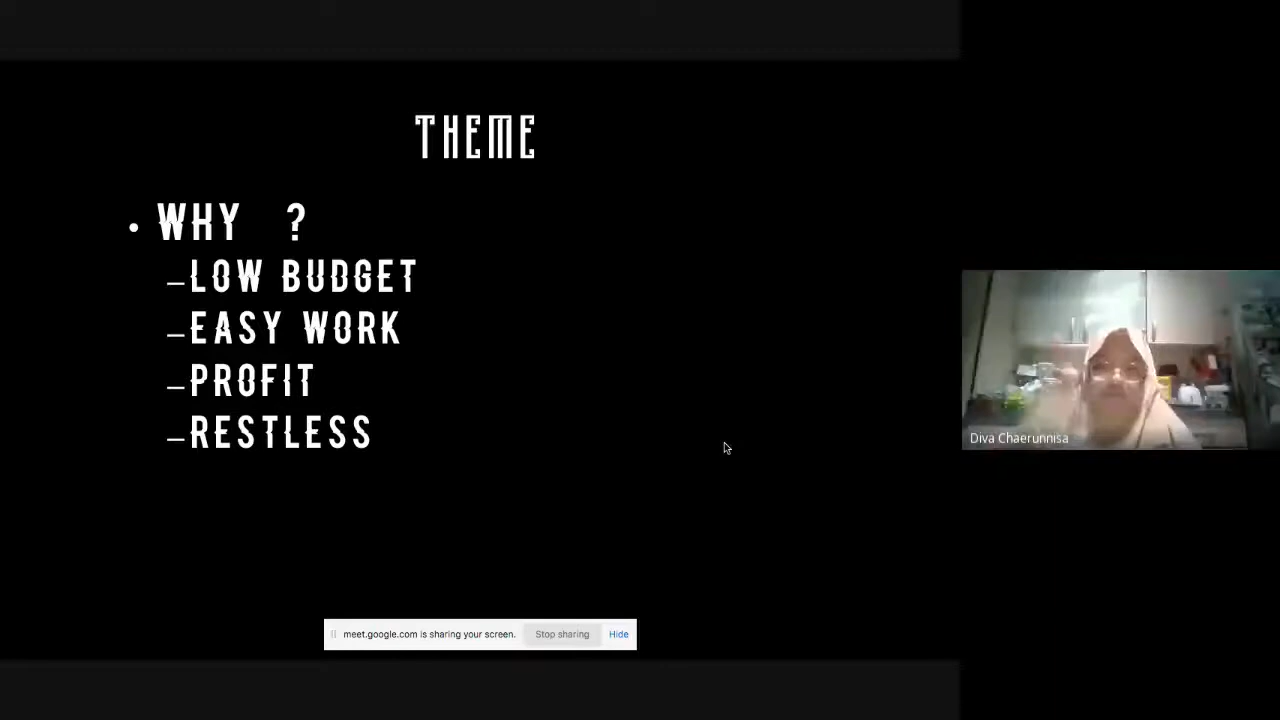 THEME
• WHY ?
–LOW BUDGET
–EASY WORK
–PROFIT
–RESTLESS
Diva Chaerunnisa
meet.google.com is sharing your screen. Stop sharing Hide